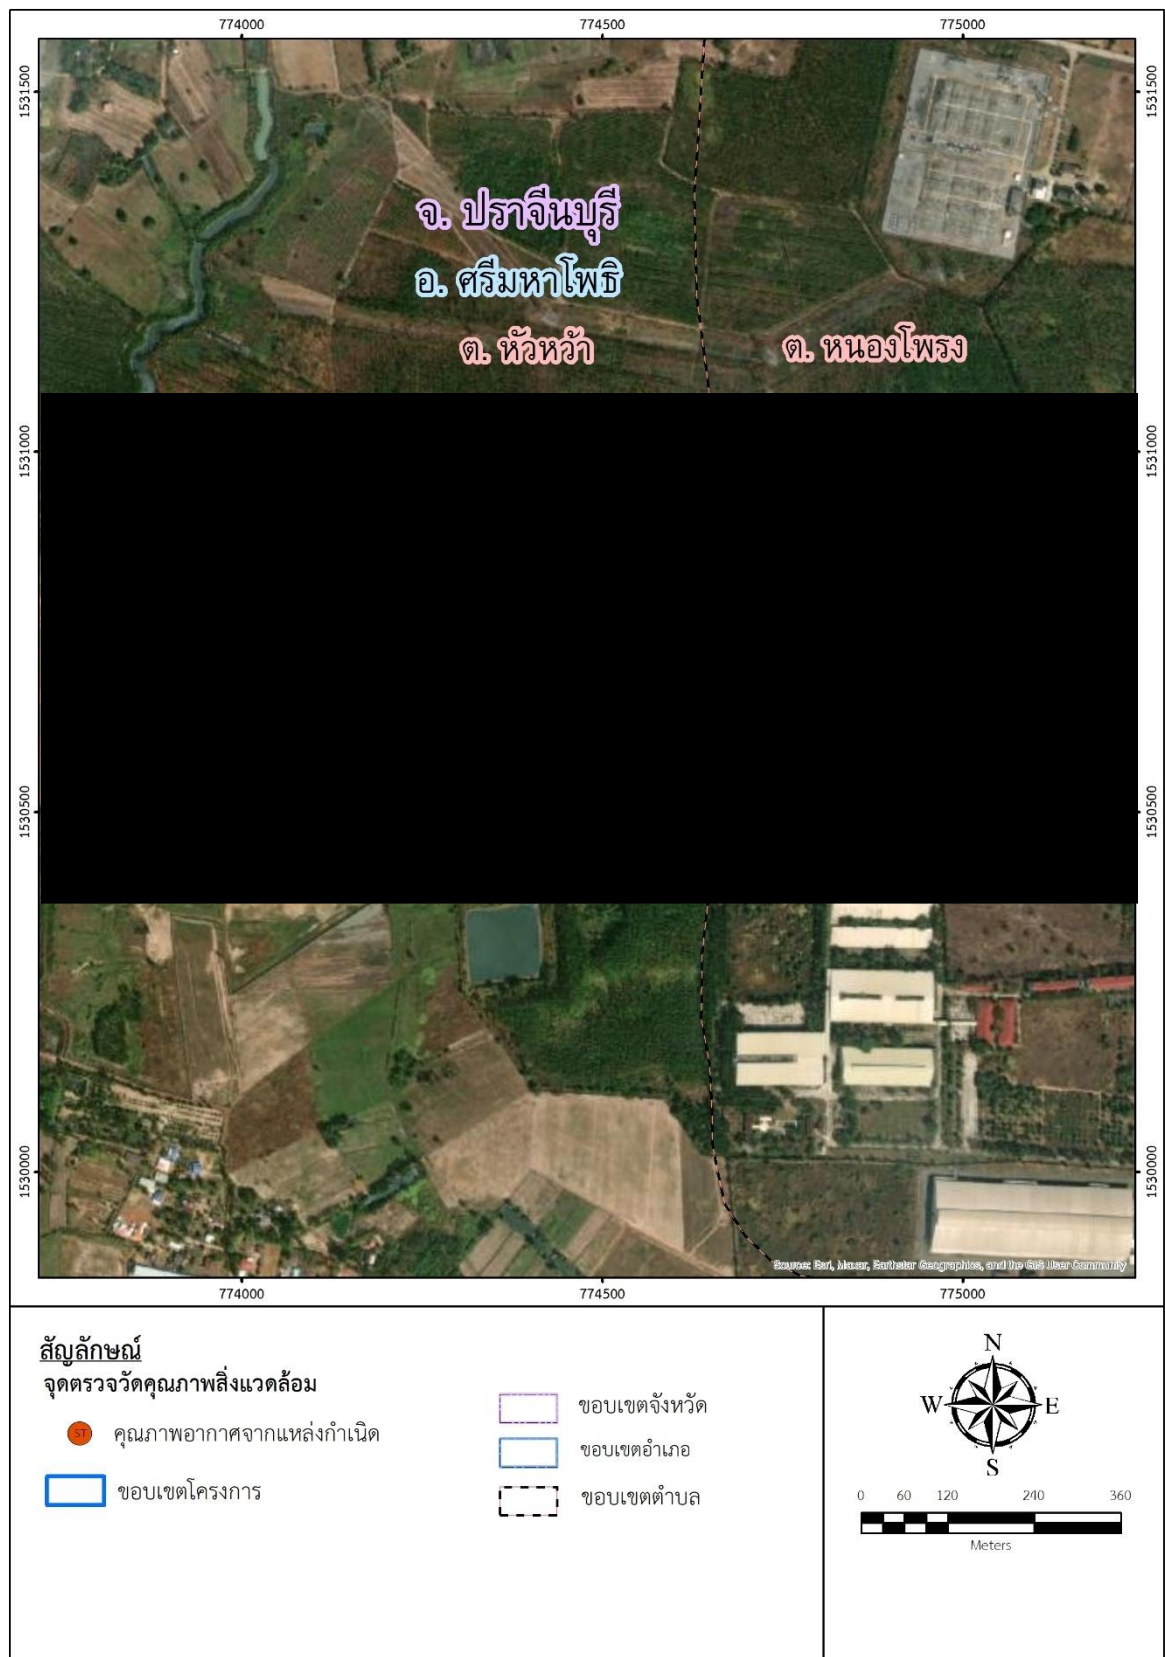 774000 774500 775000
1531500 1531500
จ. ปราจีนบุรี
อ. ศรีมหาโพธิ
ต. หัวหว้า ต. หนองโพรง
1531000 1531000
1530500 1530500
1530000 1530000
Source: Esri, Maxar, Earthstar Geographics, and the GIS User Community
774000 774500 775000
สัญลักษณ์
จุดตรวจวัดคุณภาพสิ่งแวดล้อม
ST คุณภาพอากาศจากแหล่งกำเนิด
ขอบเขตโครงการ
ขอบเขตจังหวัด
ขอบเขตอำเภอ
ขอบเขตตำบล
N
W E
S
0 60 120 240 360
Meters